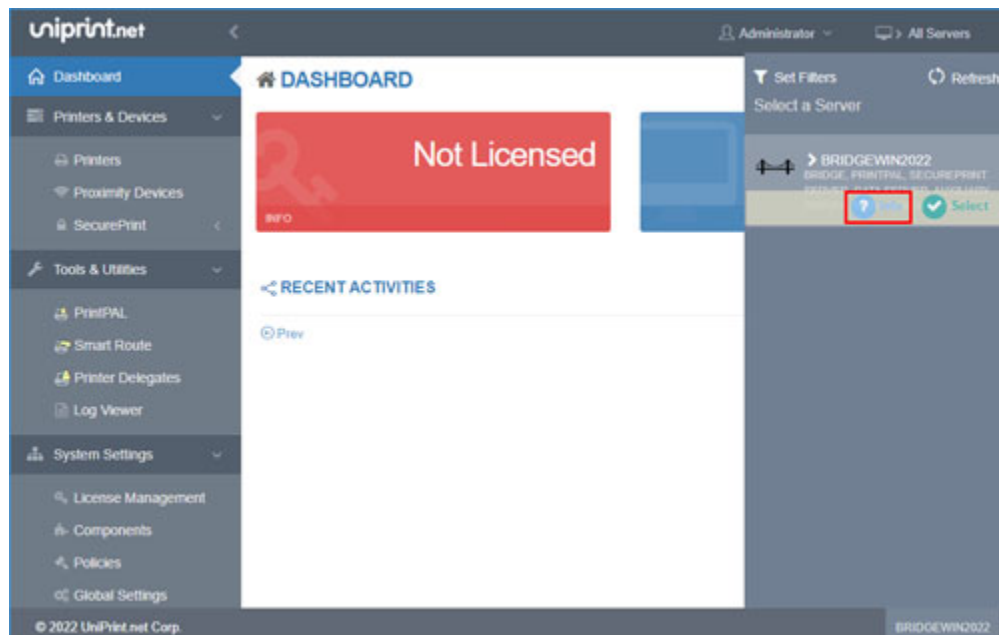 uniprint.net
Administrator
All Servers
Dashboard
Printers & Devices
Printers
Proximity Devices
SecurePrint
Tools & Utilities
PrintPAL
Smart Route
Printer Delegates
Log Viewer
System Settings
License Management
Components
Policies
Global Settings
DASHBOARD
Not Licensed
INFO
RECENT ACTIVITIES
Prev
Set Filters
Refresh
Select a Server
BRIDGEWIN2022
BRIDGE, PRINTPAL, SECUREPRINT
Info
Select
© 2022 UniPrint.net Corp.
BRIDGEWIN2022